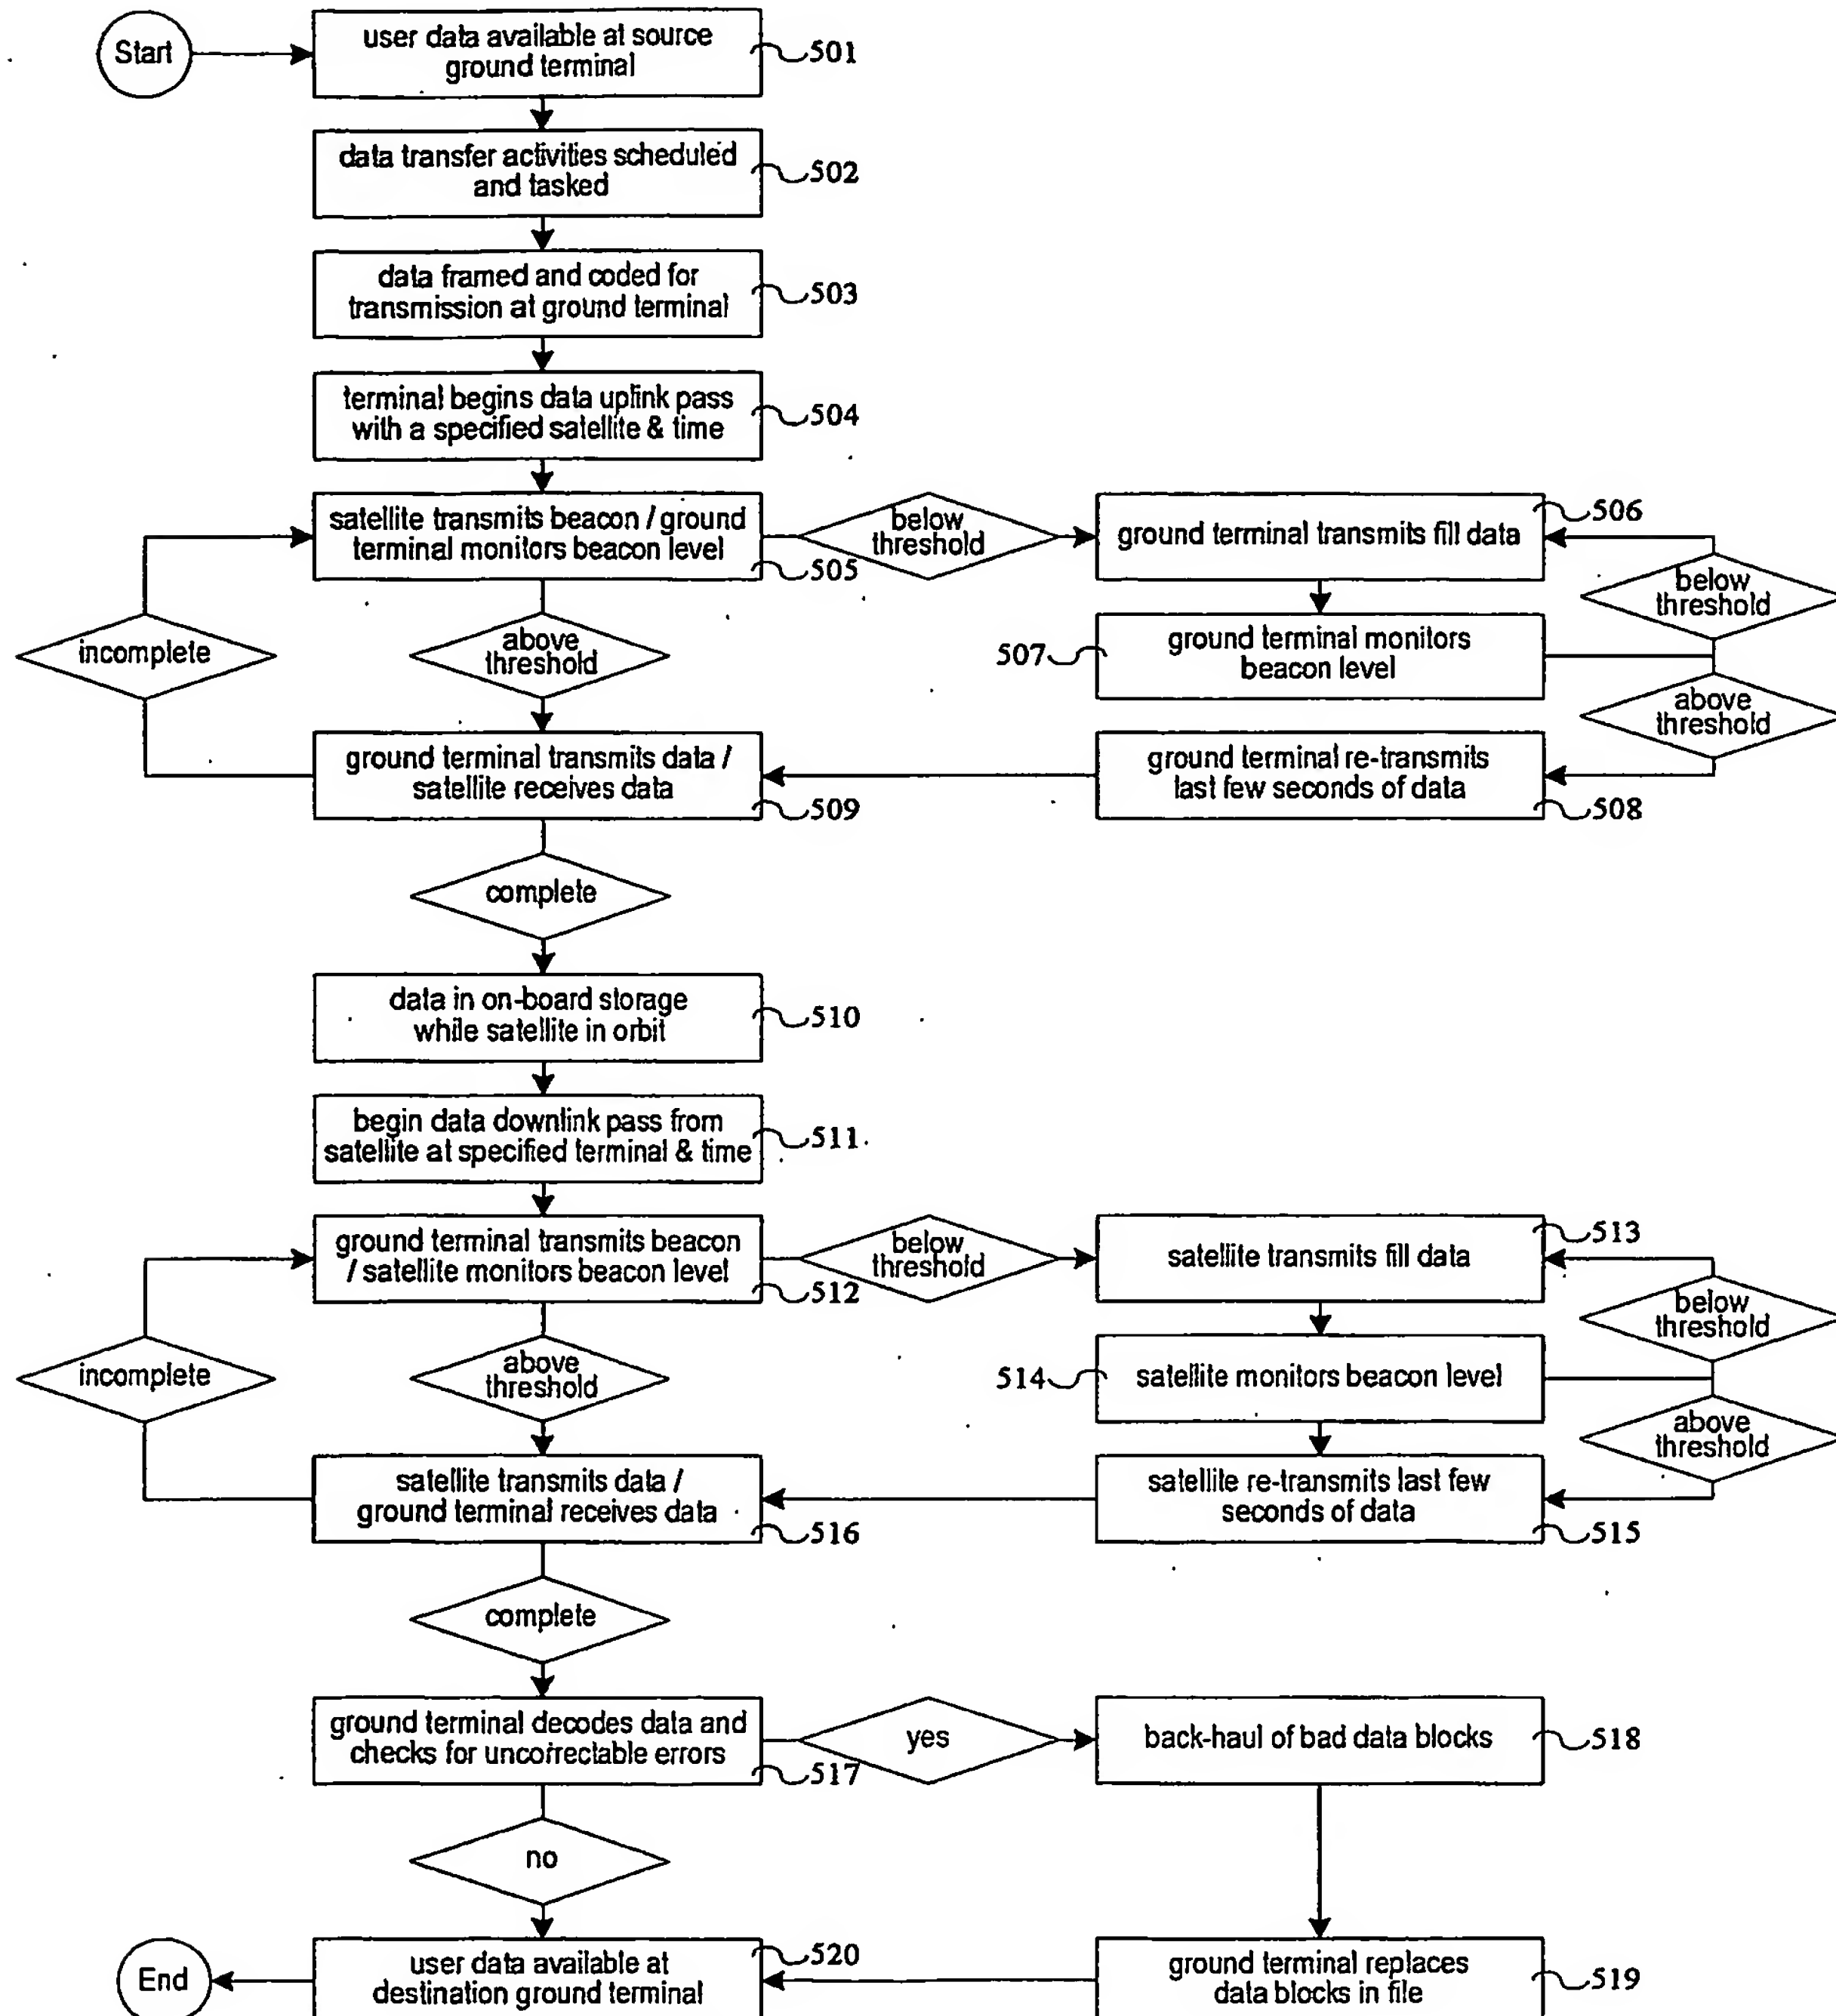 Start
user data available at source
ground terminal
501
data transfer activities scheduled
and tasked
502
data framed and coded for
transmission at ground terminal
503
terminal begins data uplink pass
with a specified satellite & time
504
satellite transmits beacon / ground
terminal monitors beacon level
505
below
threshold
ground terminal transmits fill data
506
below
threshold
incomplete
above
threshold
507
ground terminal monitors
beacon level
above
threshold
ground terminal transmits data /
satellite receives data
509
ground terminal re-transmits
last few seconds of data
508
complete
data in on-board storage
while satellite in orbit
510
begin data downlink pass from
satellite at specified terminal & time
511
ground terminal transmits beacon
/ satellite monitors beacon level
512
below
threshold
satellite transmits fill data
513
below
threshold
incomplete
above
threshold
514
satellite monitors beacon level
above
threshold
satellite transmits data /
ground terminal receives data
516
satellite re-transmits last few
seconds of data
515
complete
ground terminal decodes data and
checks for uncorrectable errors
517
yes
back-haul of bad data blocks
518
no
End
user data available at
destination ground terminal
520
ground terminal replaces
data blocks in file
519